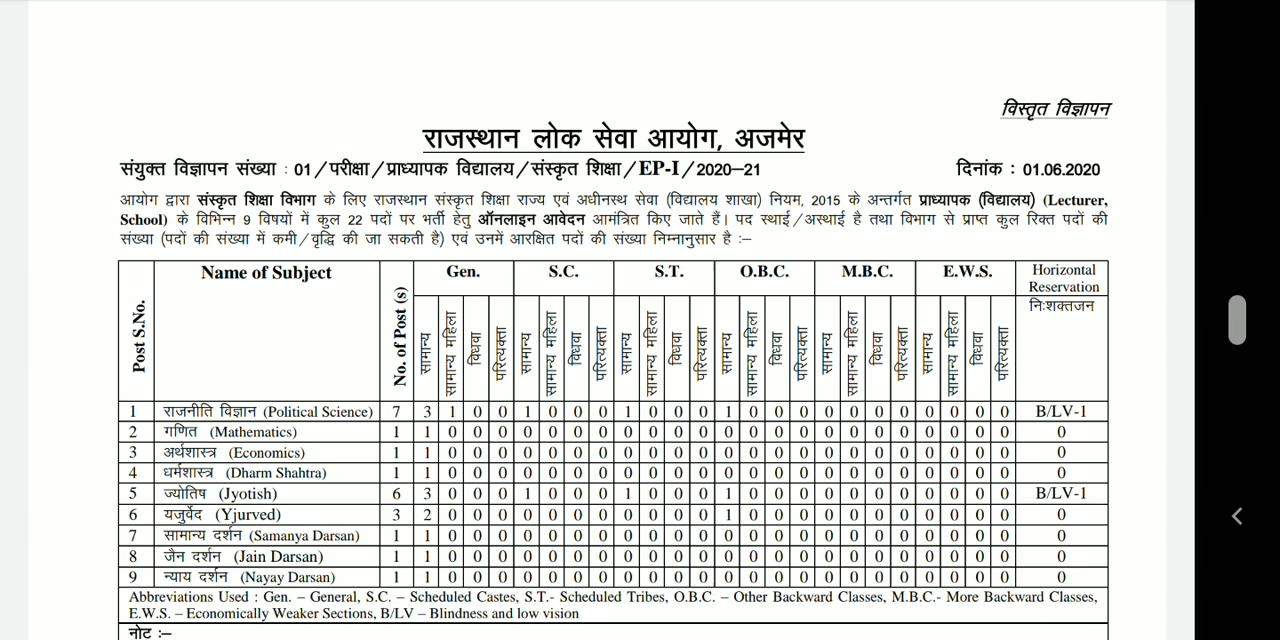 विस्तृत विज्ञापन
राजस्थान लोक सेवा आयोग, अजमेर
संयुक्त विज्ञापन संख्या : 01/परीक्षा/प्राध्यापक विद्यालय/संस्कृत शिक्षा/EP-I/2020–21 दिनांक : 01.06.2020
आयोग द्वारा संस्कृत शिक्षा विभाग के लिए राजस्थान संस्कृत शिक्षा राज्य एवं अधीनस्थ सेवा (विद्यालय शाखा) नियम, 2015 के अन्तर्गत प्राध्यापक (विद्यालय) (Lecturer,
School) के विभिन्न 9 विषयों में कुल 22 पदों पर भर्ती हेतु ऑनलाइन आवेदन आमंत्रित किए जाते हैं। पद स्थाई/अस्थाई है तथा विभाग से प्राप्त कुल रिक्त पदों की
संख्या (पदों की संख्या में कमी/वृद्धि की जा सकती है) एवं उनमें आरक्षित पदों की संख्या निम्नानुसार है :–
Post S.No. Name of Subject No. of Post (s) Gen. S.C. S.T. O.B.C. M.B.C. E.W.S. Horizontal
Reservation
निःशक्तजन
सामान्य सामान्य महिला विधवा परित्यक्ता सामान्य सामान्य महिला विधवा परित्यक्ता सामान्य सामान्य महिला विधवा परित्यक्ता सामान्य सामान्य महिला विधवा परित्यक्ता सामान्य सामान्य महिला विधवा परित्यक्ता सामान्य सामान्य महिला विधवा परित्यक्ता
1 राजनीति विज्ञान (Political Science) 7 3 1 0 0 1 0 0 0 1 0 0 0 1 0 0 0 0 0 0 0 0 0 0 0 B/LV-1
2 गणित (Mathematics) 1 1 0 0 0 0 0 0 0 0 0 0 0 0 0 0 0 0 0 0 0 0 0 0 0 0
3 अर्थशास्त्र (Economics) 1 1 0 0 0 0 0 0 0 0 0 0 0 0 0 0 0 0 0 0 0 0 0 0 0 0
4 धर्मशास्त्र (Dharm Shahtra) 1 1 0 0 0 0 0 0 0 0 0 0 0 0 0 0 0 0 0 0 0 0 0 0 0 0
5 ज्योतिष (Jyotish) 6 3 0 0 0 1 0 0 0 1 0 0 0 1 0 0 0 0 0 0 0 0 0 0 0 B/LV-1
6 यजुर्वेद (Yjurved) 3 2 0 0 0 0 0 0 0 0 0 0 0 1 0 0 0 0 0 0 0 0 0 0 0 0
7 सामान्य दर्शन (Samanya Darsan) 1 1 0 0 0 0 0 0 0 0 0 0 0 0 0 0 0 0 0 0 0 0 0 0 0 0
8 जैन दर्शन (Jain Darsan) 1 1 0 0 0 0 0 0 0 0 0 0 0 0 0 0 0 0 0 0 0 0 0 0 0 0
9 न्याय दर्शन (Nayay Darsan) 1 1 0 0 0 0 0 0 0 0 0 0 0 0 0 0 0 0 0 0 0 0 0 0 0 0
Abbreviations Used : Gen. – General, S.C. – Scheduled Castes, S.T.- Scheduled Tribes, O.B.C. – Other Backward Classes, M.B.C.- More Backward Classes,
E.W.S. – Economically Weaker Sections, B/LV – Blindness and low vision
नोट :–